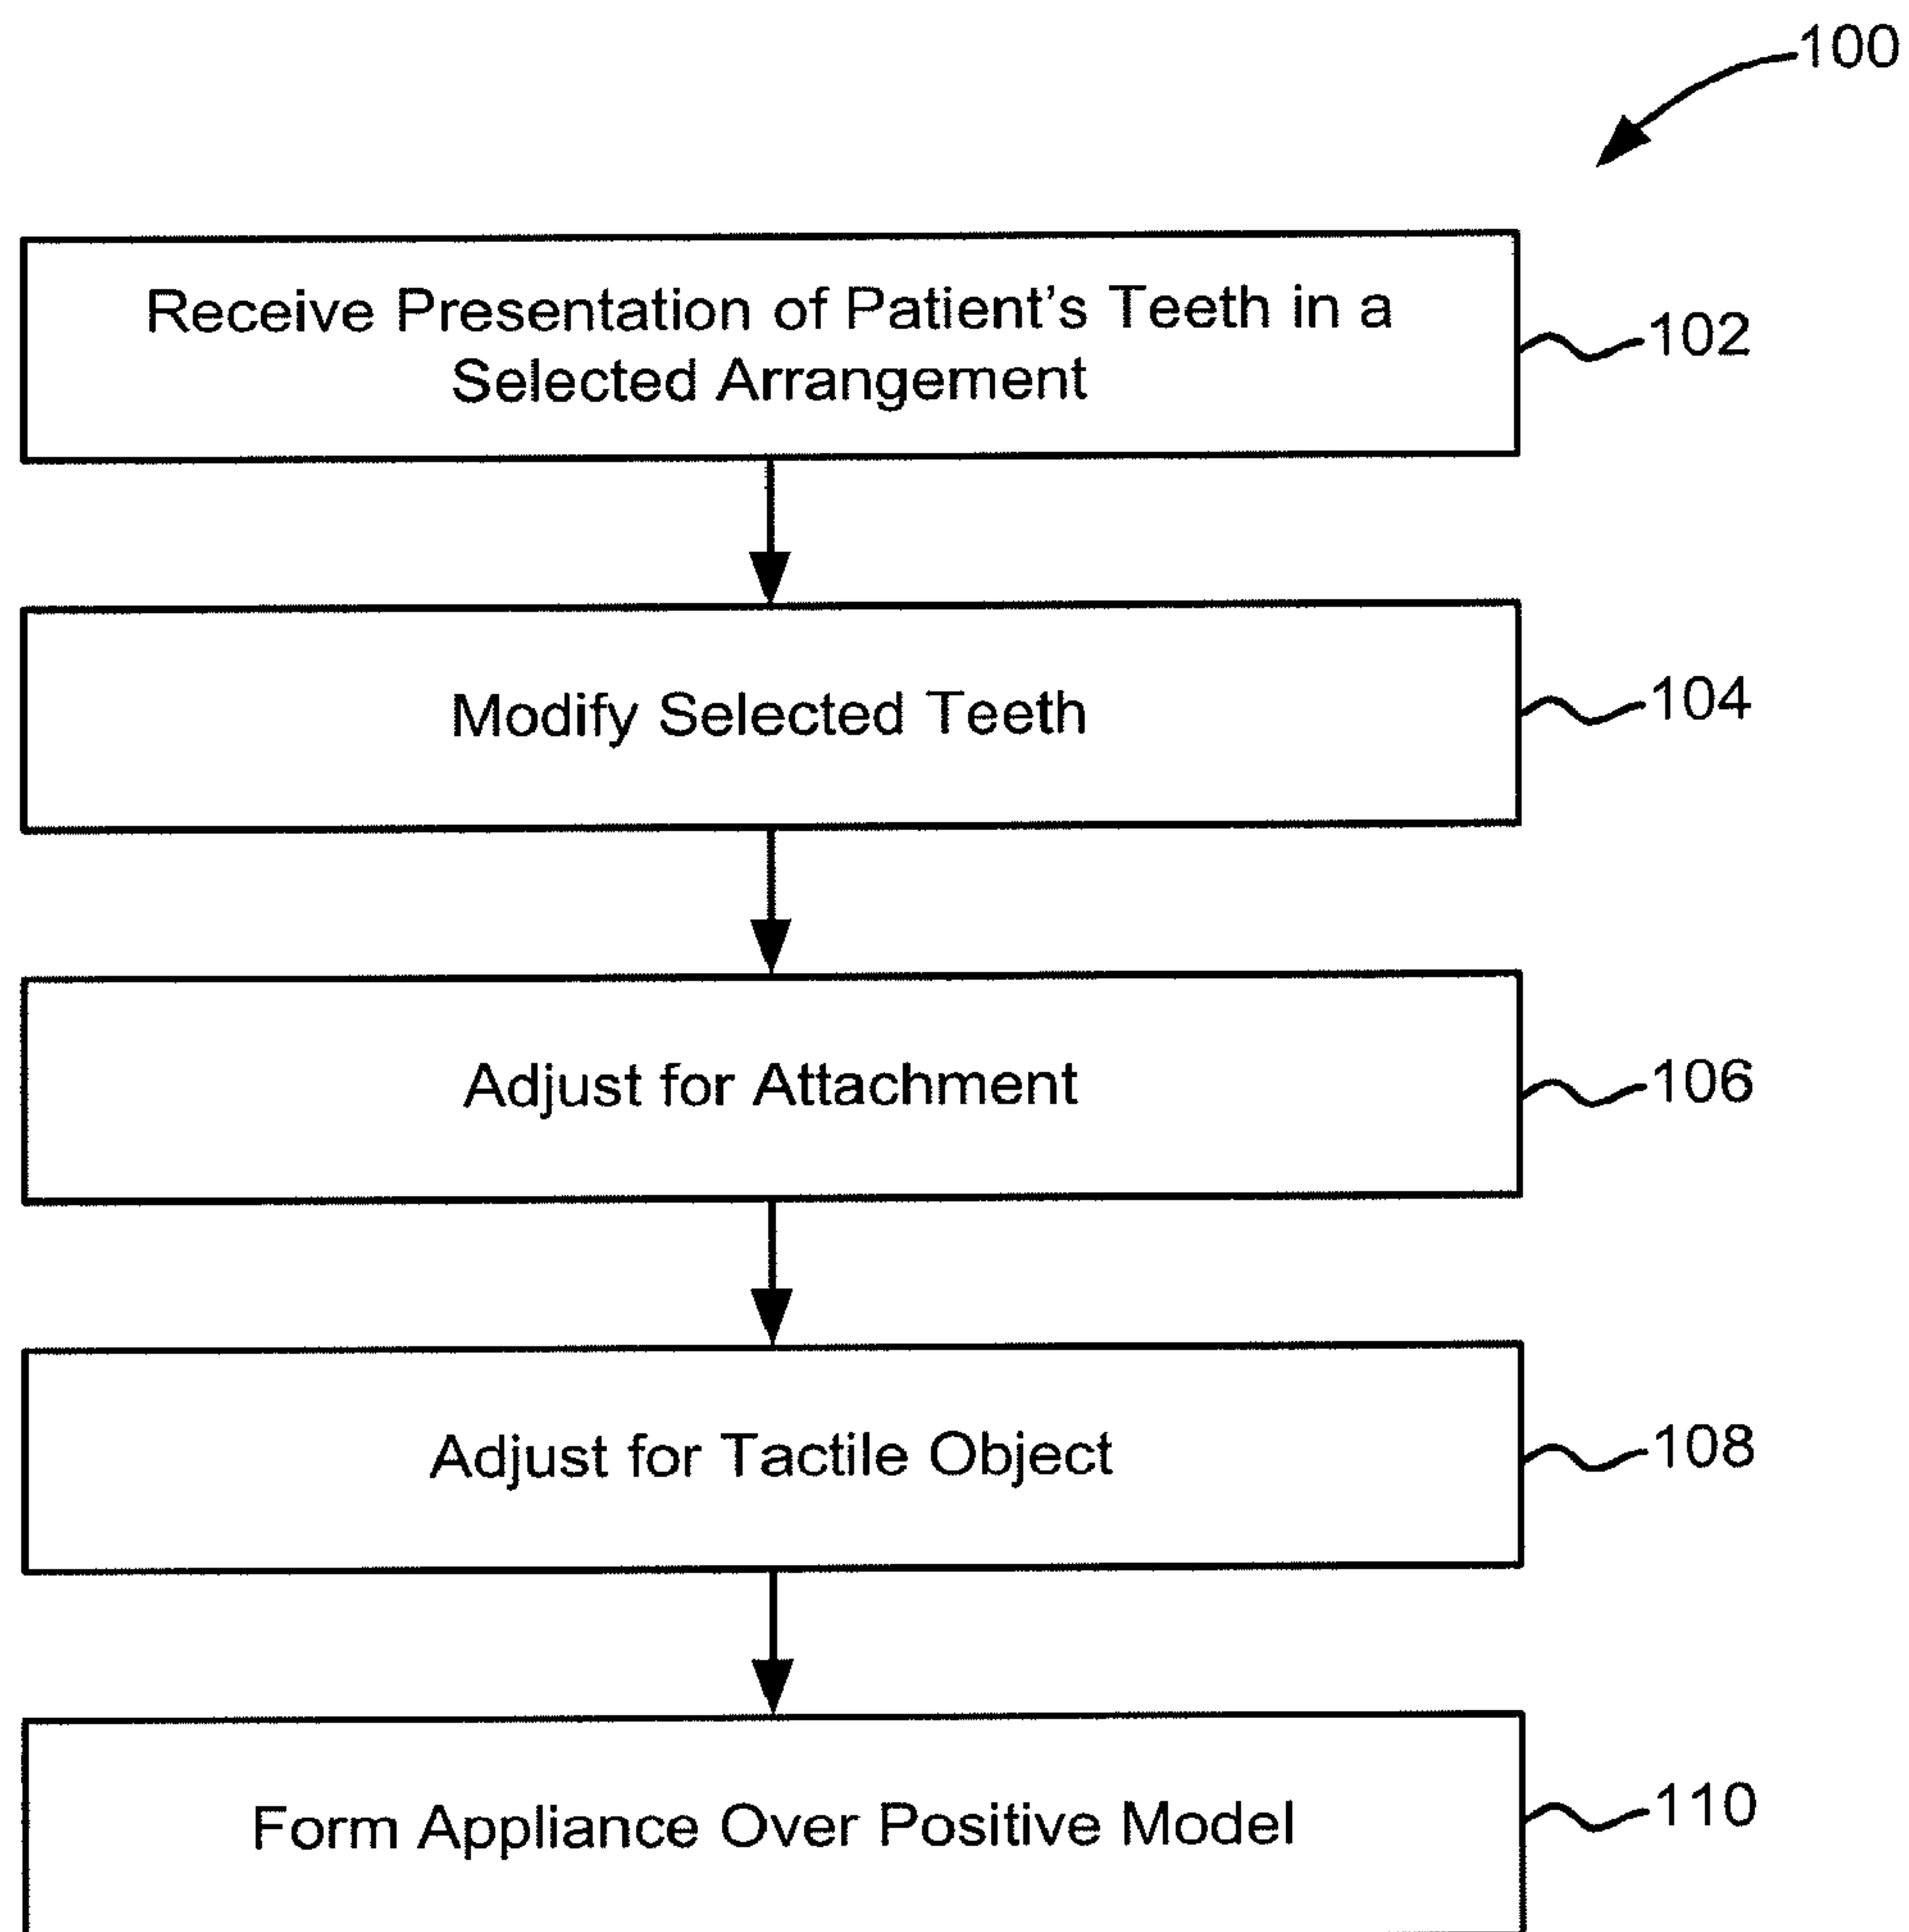 100
Receive Presentation of Patient's Teeth in a
Selected Arrangement
102
Modify Selected Teeth
104
Adjust for Attachment
106
Adjust for Tactile Object
108
Form Appliance Over Positive Model
110